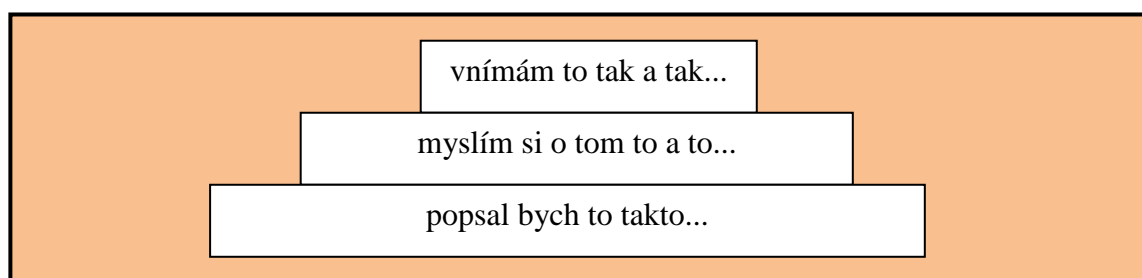 vnímám to tak a tak...
myslím si o tom to a to...
popsal bych to takto...